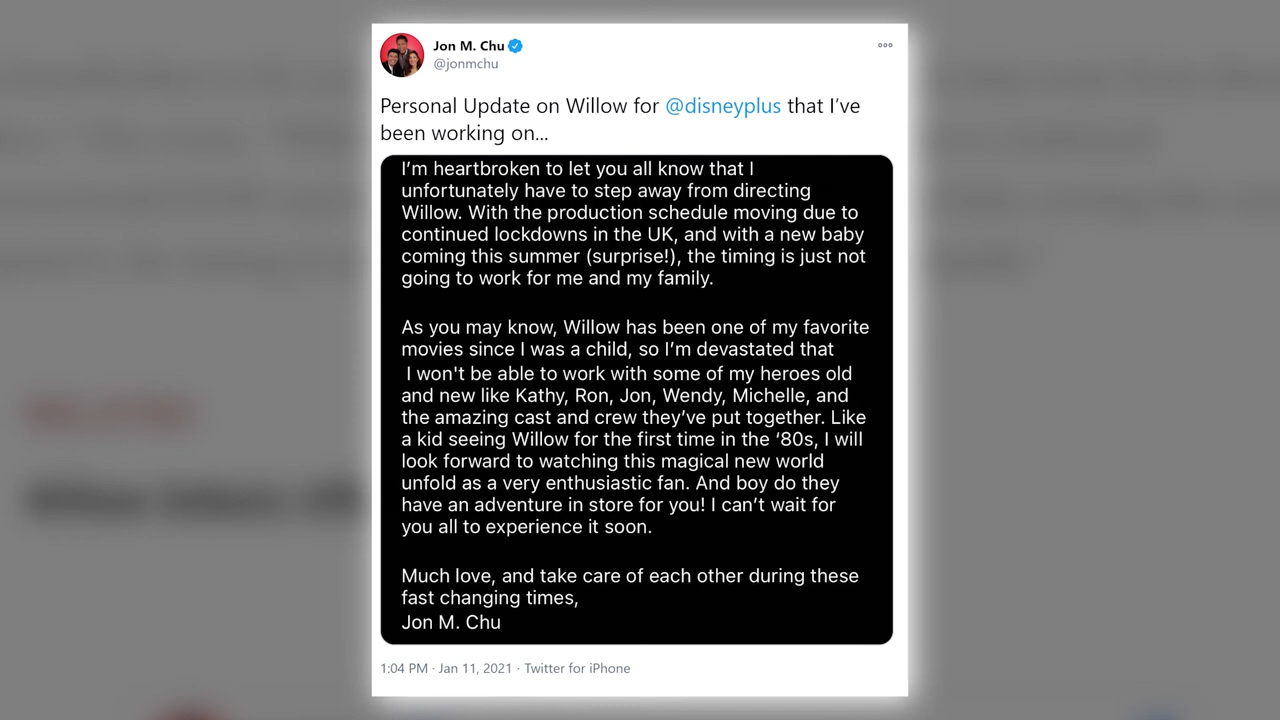 Jon M. Chu
@jonmchu
Personal Update on Willow for @disneyplus that I've
been working on...
I'm heartbroken to let you all know that I
unfortunately have to step away from directing
Willow. With the production schedule moving due to
continued lockdowns in the UK, and with a new baby
coming this summer (surprise!), the timing is just not
going to work for me and my family.
As you may know, Willow has been one of my favorite
movies since I was a child, so I'm devastated that
I won't be able to work with some of my heroes old
and new like Kathy, Ron, Jon, Wendy, Michelle, and
the amazing cast and crew they've put together. Like
a kid seeing Willow for the first time in the ‘80s, I will
look forward to watching this magical new world
unfold as a very enthusiastic fan. And boy do they
have an adventure in store for you! I can't wait for
you all to experience it soon.
Much love, and take care of each other during these
fast changing times,
Jon M. Chu
1:04 PM · Jan 11, 2021 · Twitter for iPhone